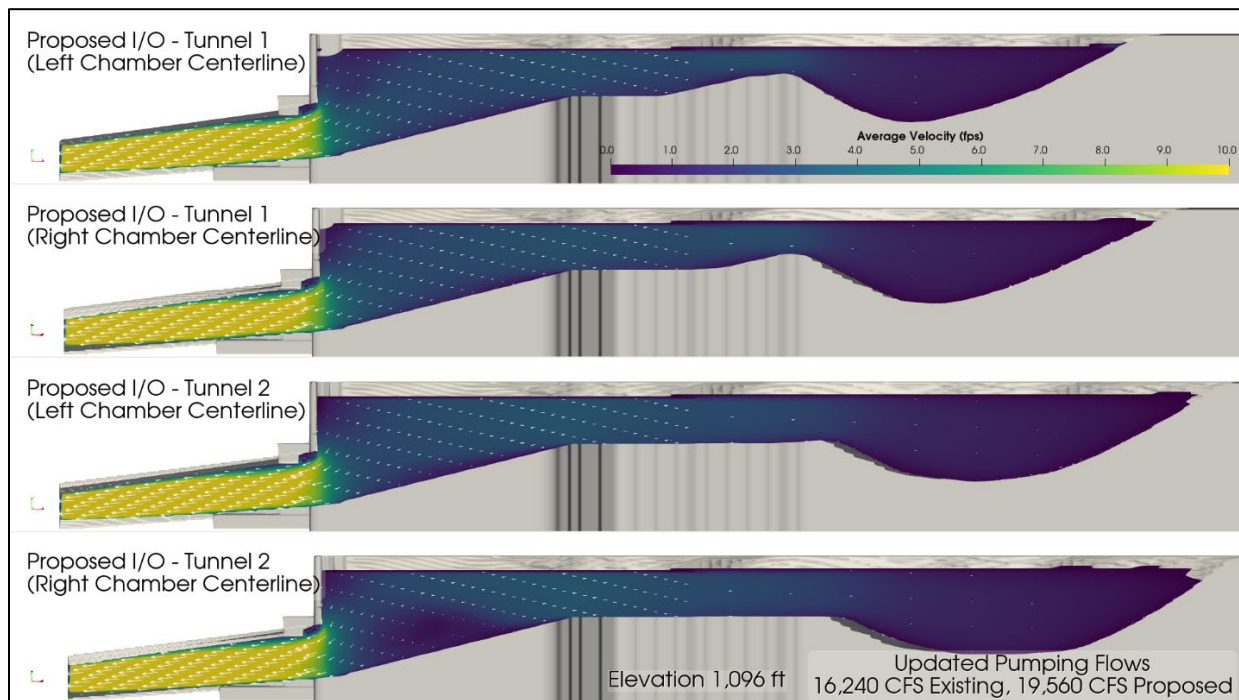 Proposed I/O - Tunnel 1
(Left Chamber Centerline)
Average Velocity (fps)
0.0 1.0 2.0 3.0 4.0 5.0 6.0 7.0 8.0 9.0 10.0
Proposed I/O - Tunnel 1
(Right Chamber Centerline)
Proposed I/O - Tunnel 2
(Left Chamber Centerline)
Proposed I/O - Tunnel 2
(Right Chamber Centerline)
Elevation 1,096 ft
Updated Pumping Flows
16,240 CFS Existing, 19,560 CFS Proposed